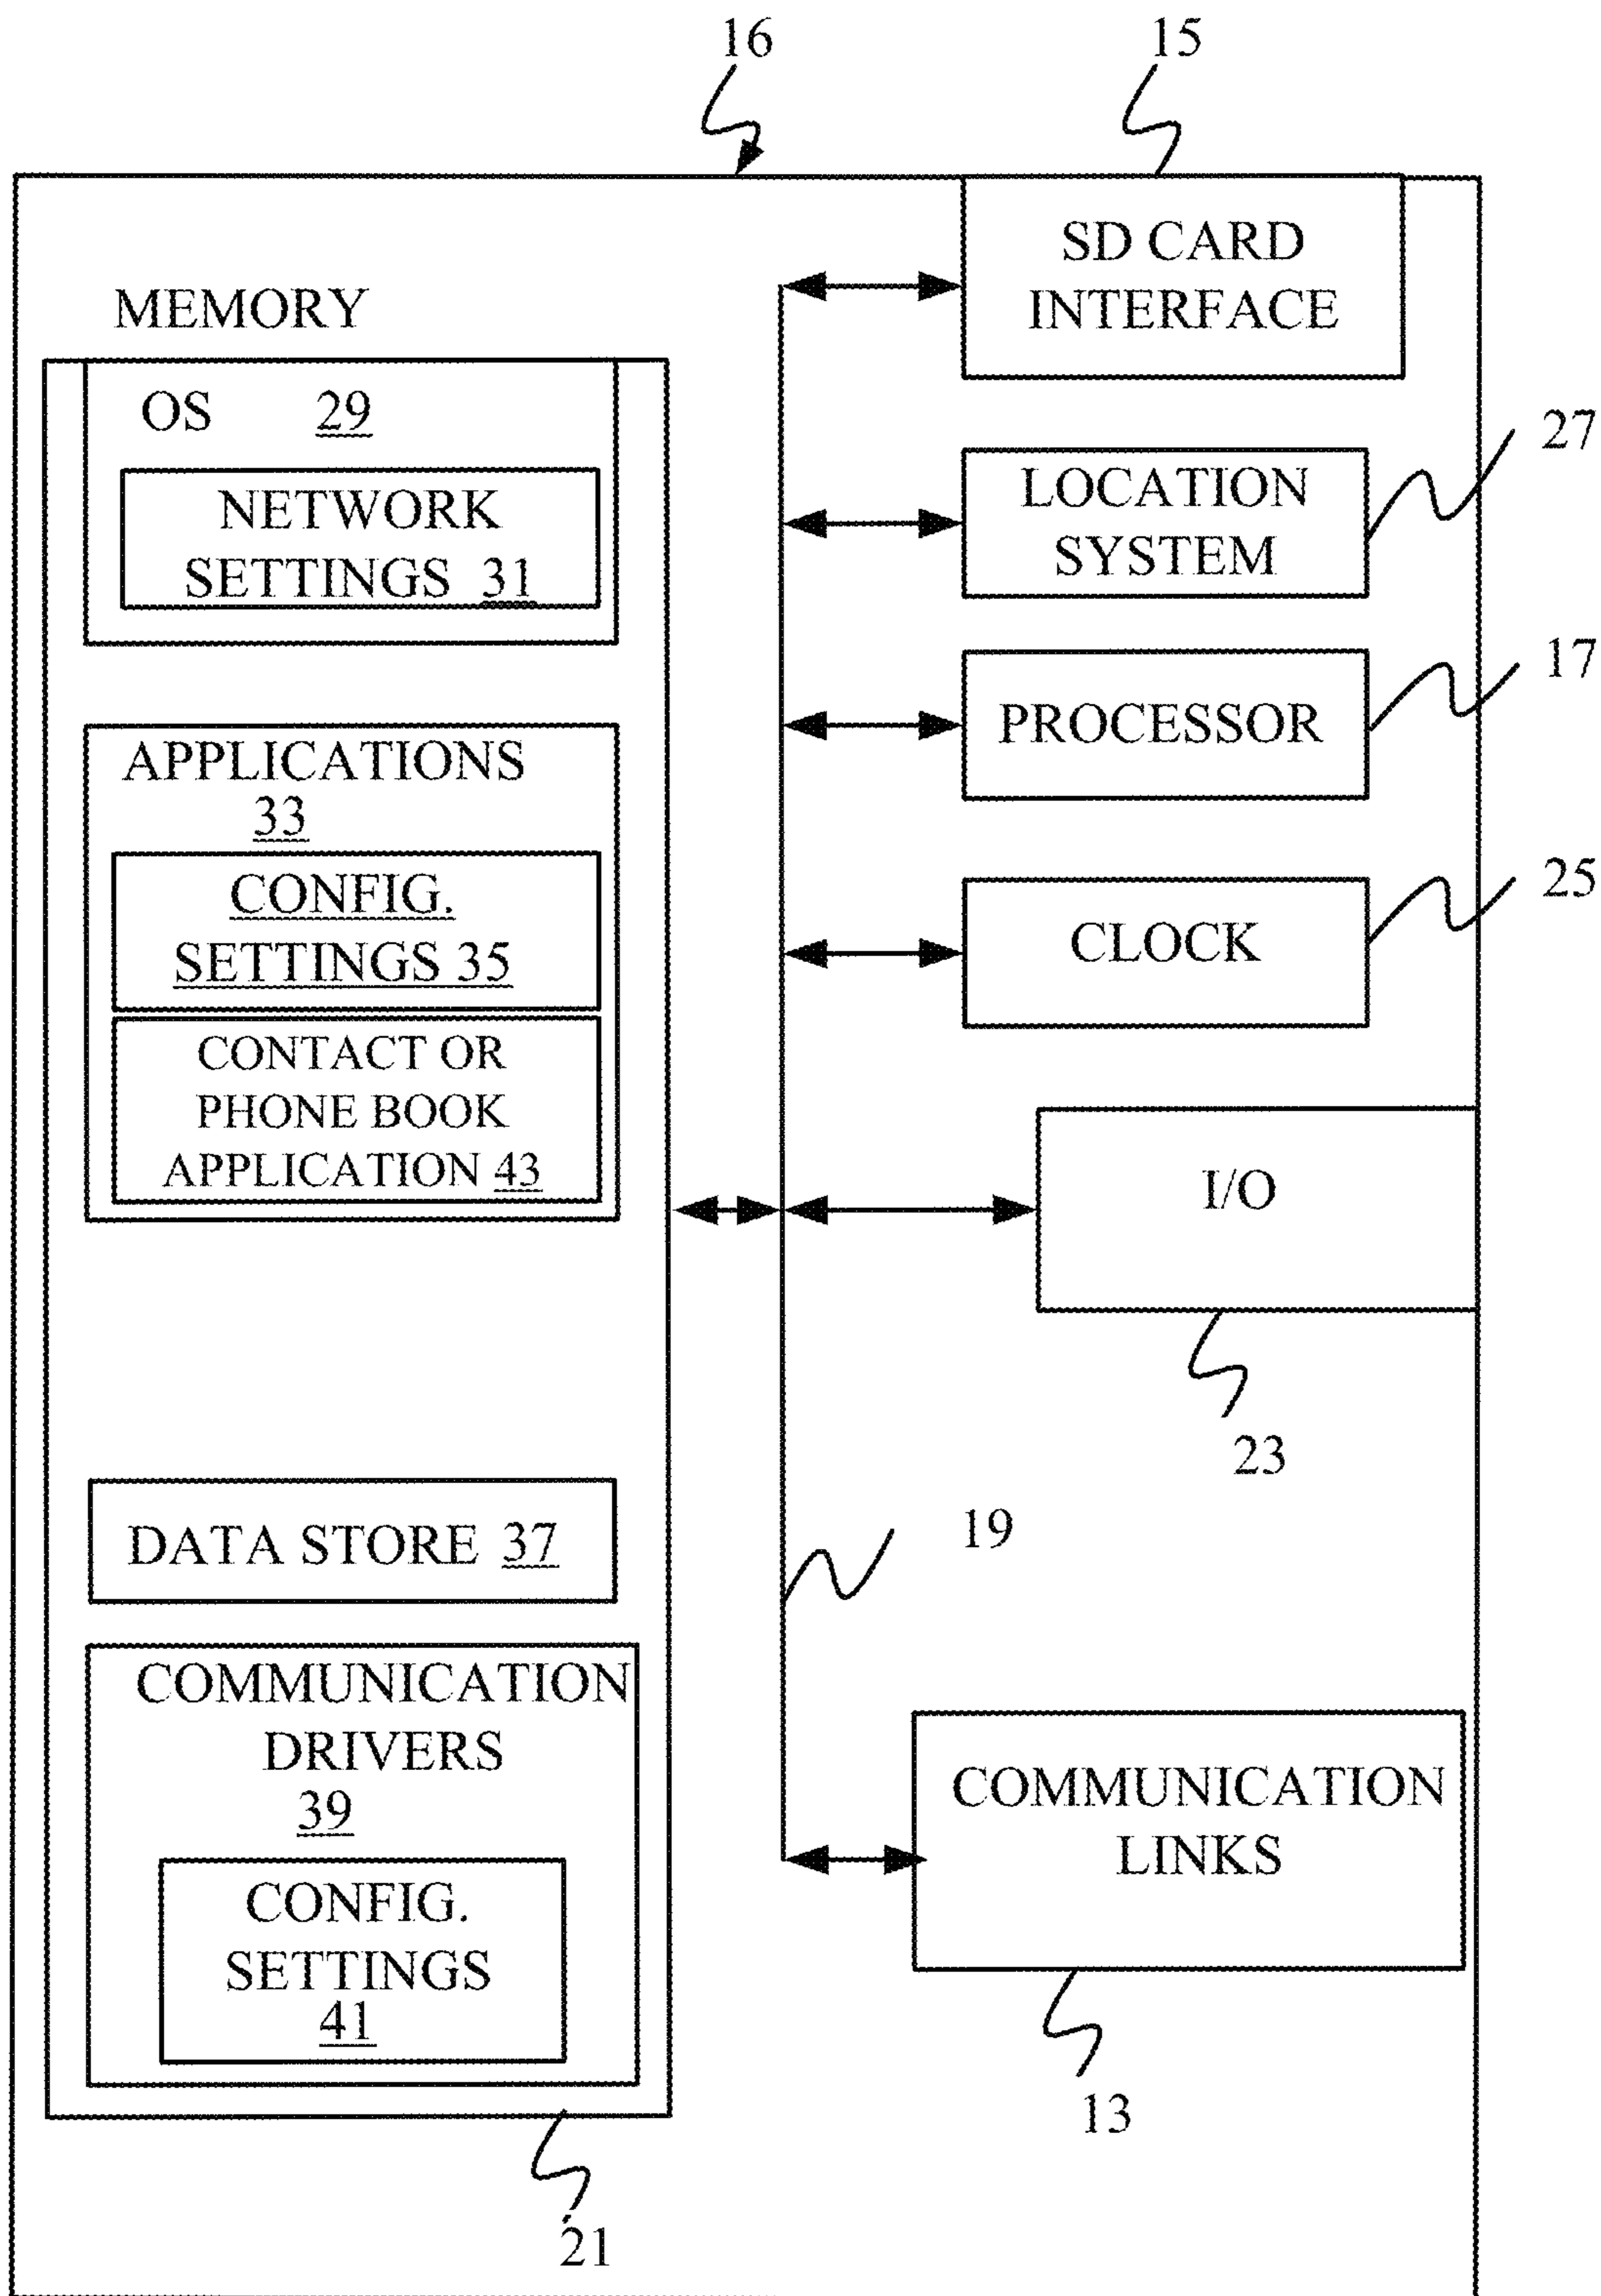 16
15
SD CARD
INTERFACE
MEMORY
OS 29
NETWORK
SETTINGS 31
27
LOCATION
SYSTEM
17
PROCESSOR
APPLICATIONS
33
CONFIG.
SETTINGS 35
25
CLOCK
CONTACT OR
PHONE BOOK
APPLICATION 43
I/O
23
19
DATA STORE 37
COMMUNICATION
DRIVERS
39
CONFIG.
SETTINGS
41
COMMUNICATION
LINKS
13
21